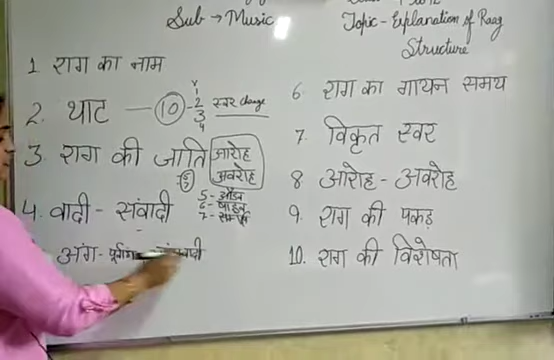 Sub → Music
Topic - Explanation of Raag
Structure
1 राग का नाम
2. थाट — 10 - 1 2 3 4 स्वर change
3. राग की जाति आरोह
अवरोह
5 - औडव
6 - षाडव
7 - सम्पूर्ण
4. वादी - संवादी
अंग - पूर्वांग
6. राग का गायन समय
7. विकृत स्वर
8 आरोह - अवरोह
9. राग की पकड़
10. राग की विशेषता